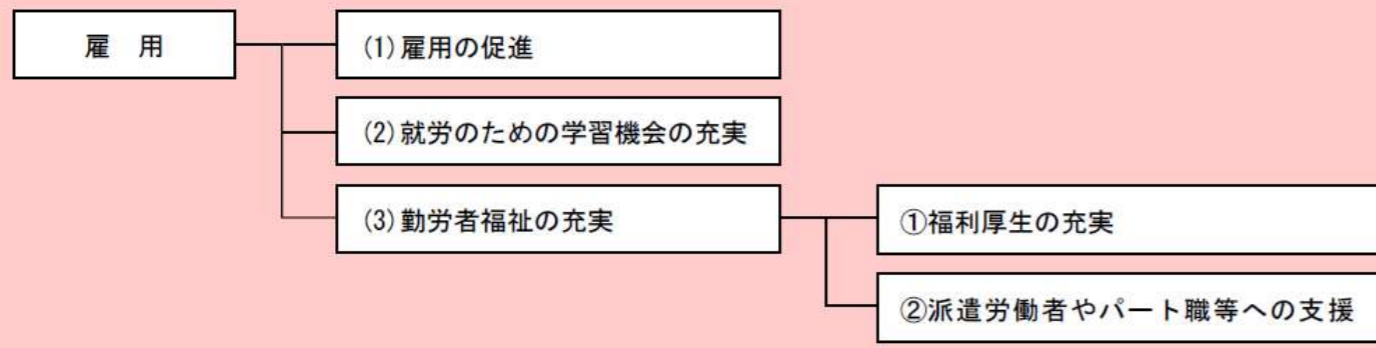 雇　用
(1)雇用の促進
(2)就労のための学習機会の充実
(3)勤労者福祉の充実
①福利厚生の充実
②派遣労働者やパート職等への支援